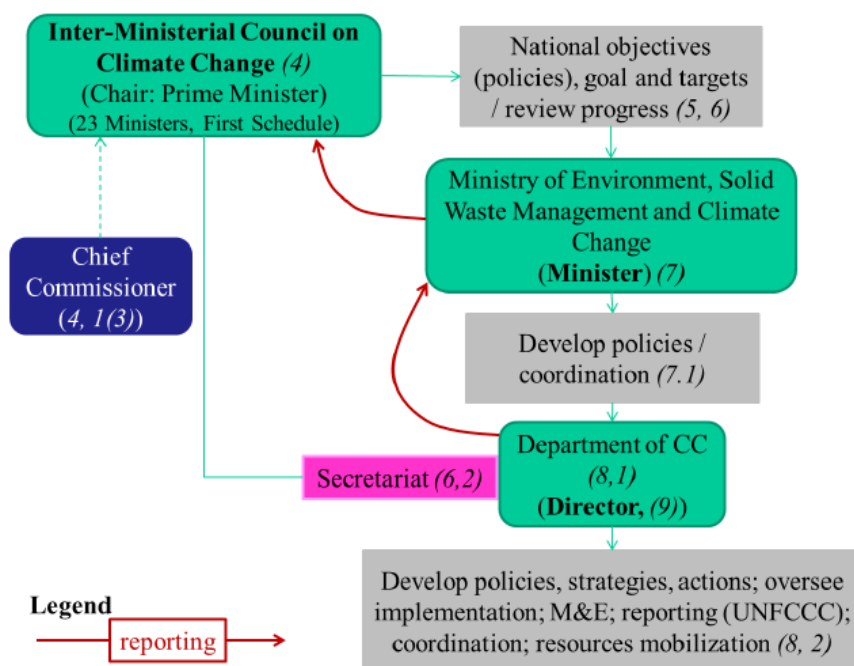 Inter-Ministerial Council on
Climate Change (4)
(Chair: Prime Minister)
(23 Ministers, First Schedule)
National objectives
(policies), goal and targets
/ review progress (5, 6)
Ministry of Environment, Solid
Waste Management and Climate
Change
(Minister) (7)
Chief
Commissioner
(4, 1(3))
Develop policies /
coordination (7.1)
Department of CC
(8,1)
(Director, (9))
Secretariat (6,2)
Develop policies, strategies, actions; oversee
implementation; M&E; reporting (UNFCCC);
coordination; resources mobilization (8, 2)
Legend
reporting